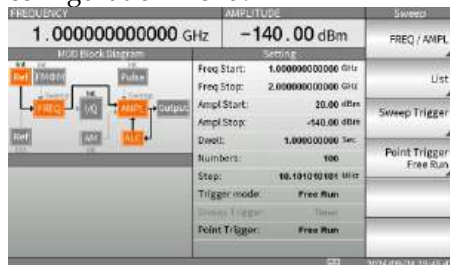 FREQUENCY
AMPLITUDE
Sweep
1.000000000000 GHz
-140.00 dBm
FREQ / AMPL
MOD Block Diagram
Setting
List
Sweep Trigger
Point Trigger
Free Run
Ref
FM/ΦM
Pulse
FREQ
I/Q
AMPL
Output
Ref
AM
ALC
Freq Start: 1.000000000000 GHz
Freq Stop: 2.000000000000 GHz
Ampl Start: 20.00 dBm
Ampl Stop: -140.00 dBm
Dwell: 1.000000000 Sec
Numbers: 100
Step: 10.101010101 MHz
Trigger mode: Free Run
Sweep Trigger: Timer
Point Trigger: Free Run